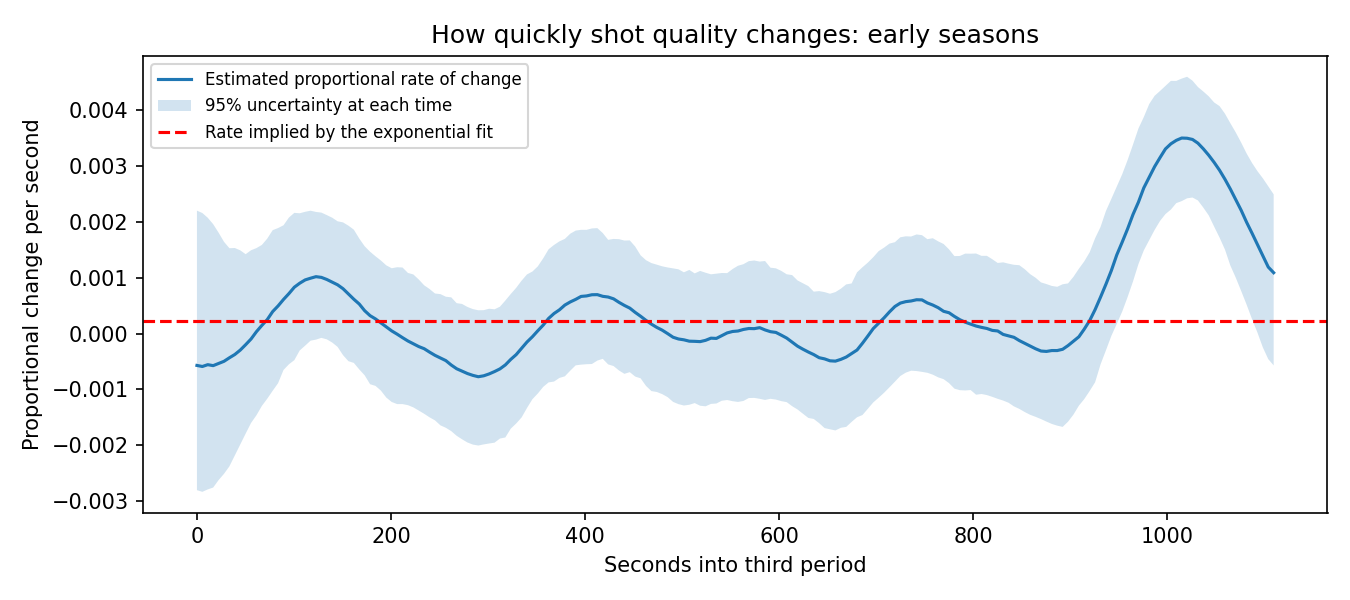 How quickly shot quality changes: early seasons
Estimated proportional rate of change
95% uncertainty at each time
Rate implied by the exponential fit
Proportional change per second
0.004
0.003
0.002
0.001
0.000
−0.001
−0.002
−0.003
0
200
400
600
800
1000
Seconds into third period